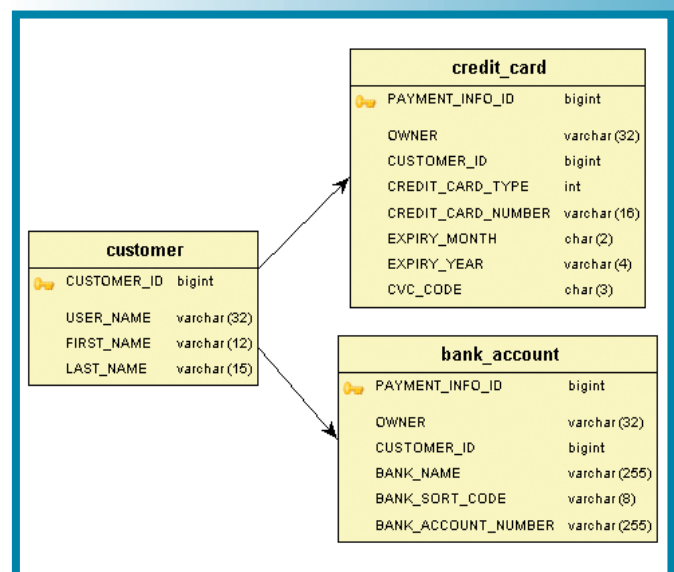 credit_card
PAYMENT_INFO_ID bigint
OWNER varchar(32)
CUSTOMER_ID bigint
CREDIT_CARD_TYPE int
CREDIT_CARD_NUMBER varchar(16)
EXPIRY_MONTH char(2)
EXPIRY_YEAR varchar(4)
CVC_CODE char(3)
customer
CUSTOMER_ID bigint
USER_NAME varchar(32)
FIRST_NAME varchar(12)
LAST_NAME varchar(15)
bank_account
PAYMENT_INFO_ID bigint
OWNER varchar(32)
CUSTOMER_ID bigint
BANK_NAME varchar(255)
BANK_SORT_CODE varchar(8)
BANK_ACCOUNT_NUMBER varchar(255)